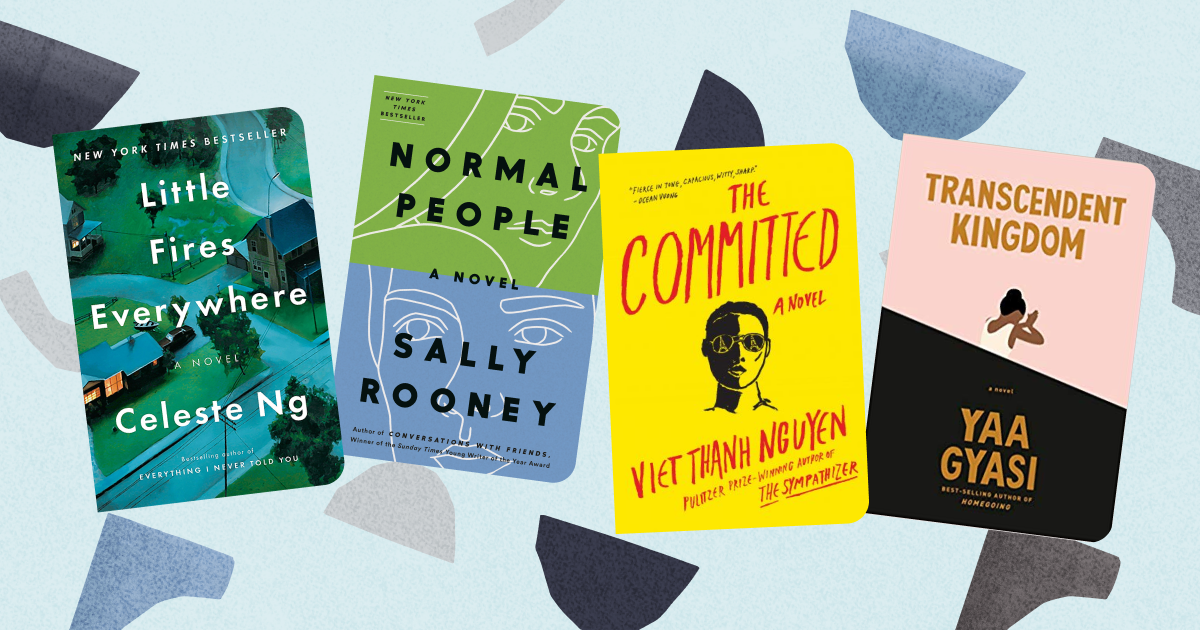 NEW YORK TIMES BESTSELLER
Little
Fires
Everywhere
A NOVEL
Celeste Ng
Bestselling author of
EVERYTHING I NEVER TOLD YOU
NEW YORK
TIMES
BESTSELLER
NORMAL
PEOPLE
A NOVEL
SALLY
ROONEY
Author of CONVERSATIONS WITH FRIENDS,
Winner of the Sunday Times Young Writer of the Year Award
"FIERCE IN TONE, CAPACIOUS, WITTY, SHARP."
-OCEAN VUONG
THE
COMMITTED
A NOVEL
VIET THANH NGUYEN
PULITZER PRIZE-WINNING AUTHOR OF
THE SYMPATHIZER
TRANSCENDENT
KINGDOM
a novel
YAA
GYASI
BEST-SELLING AUTHOR OF
HOMEGOING